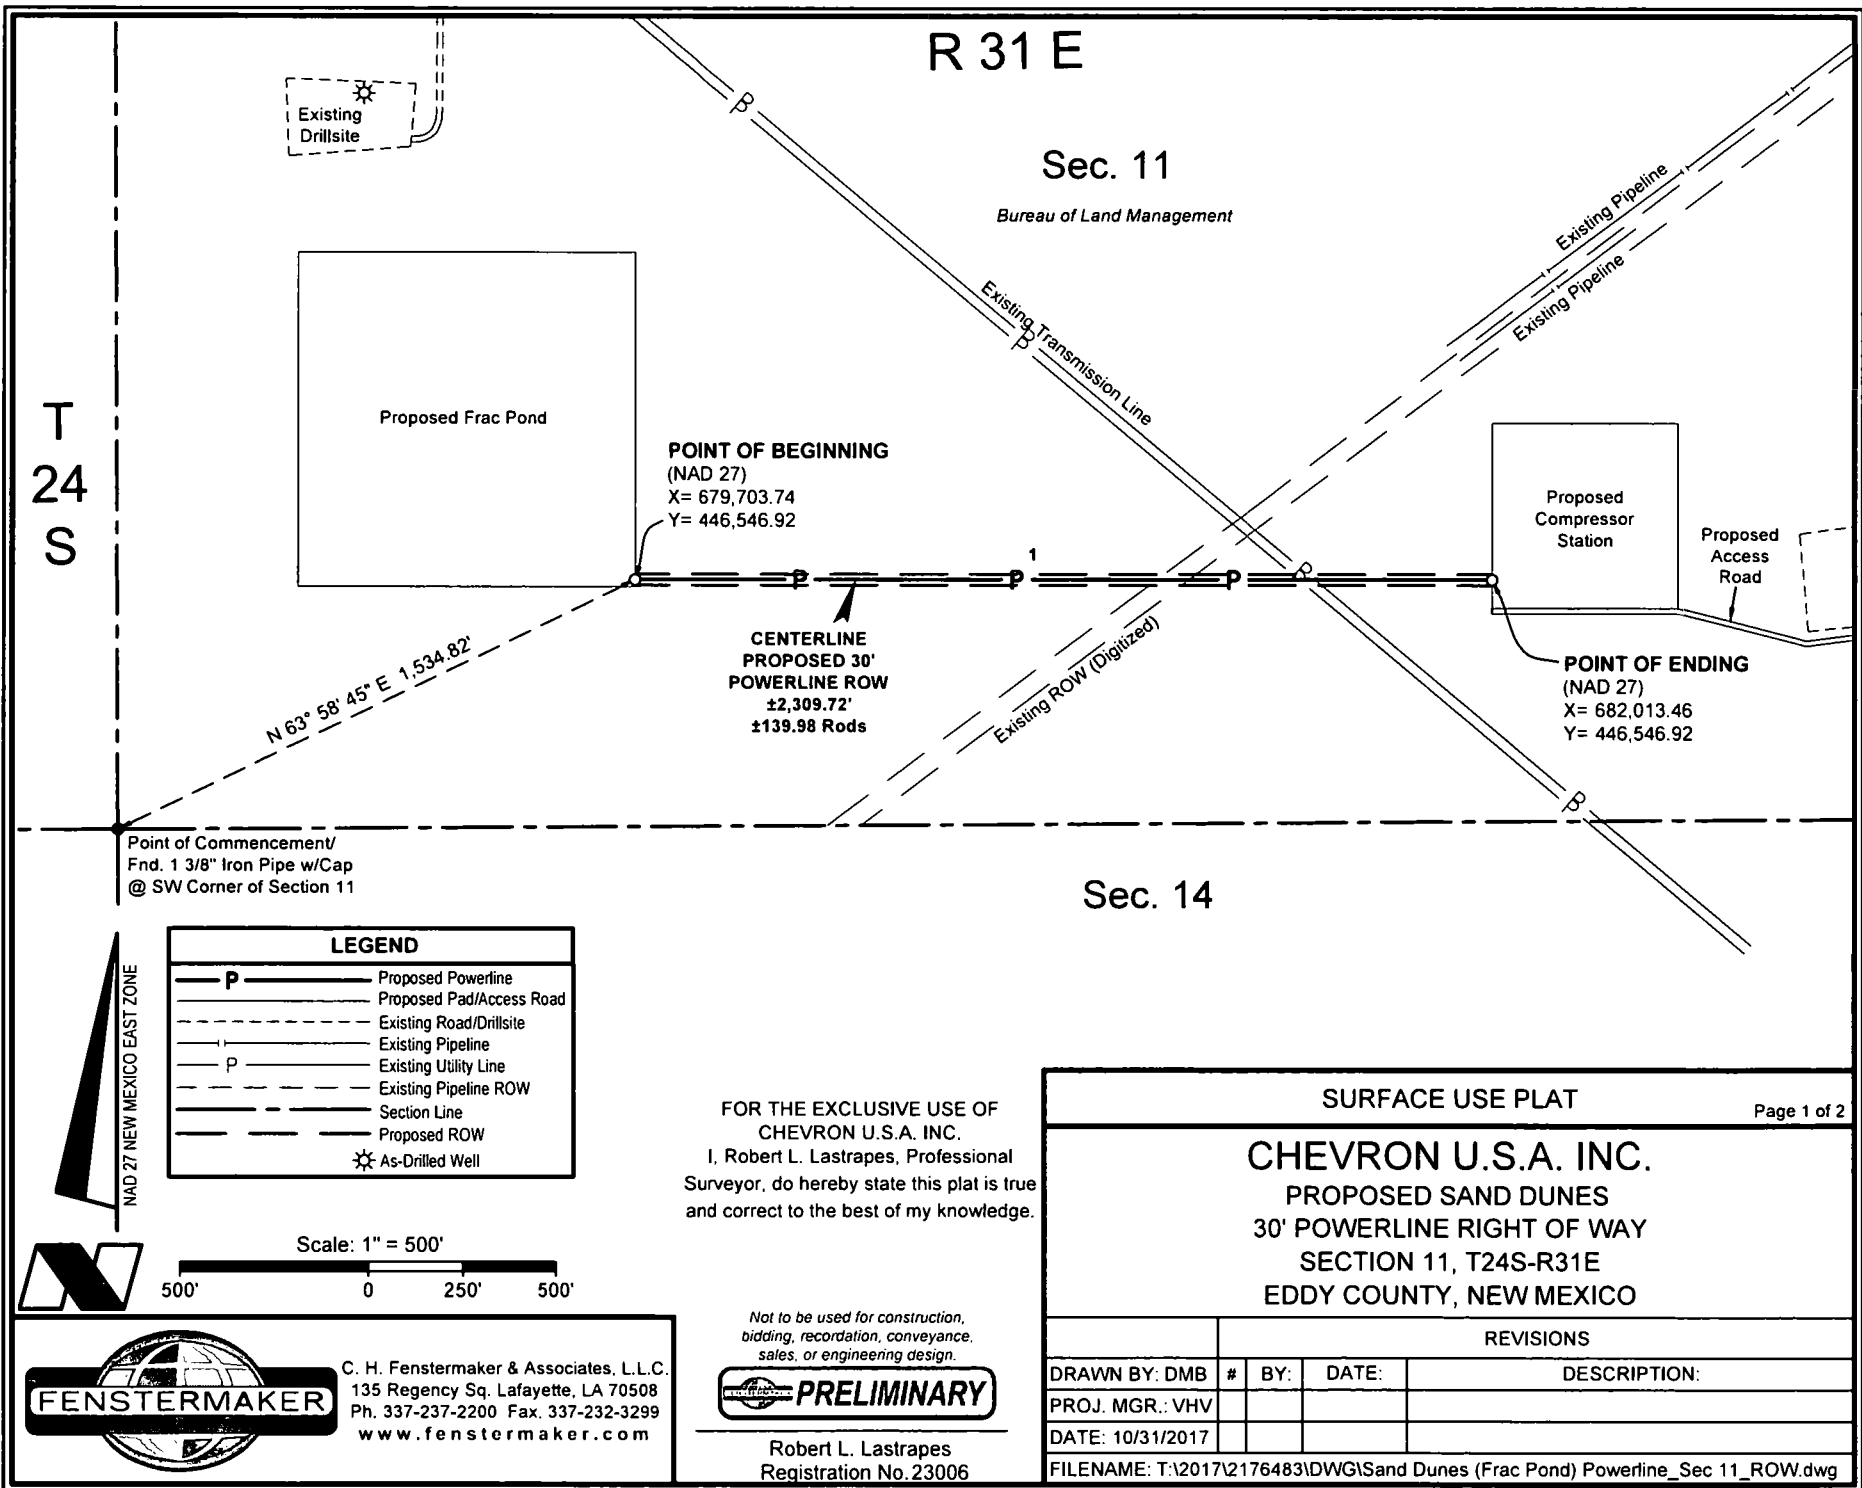 R 31 E
Existing
Drillsite
Sec. 11
Bureau of Land Management
Existing Pipeline
Existing Pipeline
Existing Transmission Line
T
24
S
Proposed Frac Pond
POINT OF BEGINNING
(NAD 27)
X= 679,703.74
Y= 446,546.92
Proposed
Compressor
Station
Proposed
Access
Road
1
P P P
CENTERLINE
PROPOSED 30'
POWERLINE ROW
±2,309.72'
±139.98 Rods
Existing ROW (Digitized)
POINT OF ENDING
(NAD 27)
X= 682,013.46
Y= 446,546.92
N 63° 58' 45" E 1,534.82'
Point of Commencement/
Fnd. 1 3/8" Iron Pipe w/Cap
@ SW Corner of Section 11
Sec. 14
NAD 27 NEW MEXICO EAST ZONE
LEGEND
P Proposed Powerline
Proposed Pad/Access Road
Existing Road/Drillsite
Existing Pipeline
P Existing Utility Line
Existing Pipeline ROW
Section Line
Proposed ROW
As-Drilled Well
Scale: 1" = 500'
500' 0 250' 500'
FOR THE EXCLUSIVE USE OF
CHEVRON U.S.A. INC.
I, Robert L. Lastrapes, Professional
Surveyor, do hereby state this plat is true
and correct to the best of my knowledge.
SURFACE USE PLAT
Page 1 of 2
CHEVRON U.S.A. INC.
PROPOSED SAND DUNES
30' POWERLINE RIGHT OF WAY
SECTION 11, T24S-R31E
EDDY COUNTY, NEW MEXICO
FENSTERMAKER
C. H. Fenstermaker & Associates, L.L.C.
135 Regency Sq. Lafayette, LA 70508
Ph. 337-237-2200 Fax. 337-232-3299
www.fenstermaker.com
Not to be used for construction,
bidding, recordation, conveyance,
sales, or engineering design.
FENSTERMAKER PRELIMINARY
Robert L. Lastrapes
Registration No.23006
REVISIONS
DRAWN BY: DMB # BY: DATE: DESCRIPTION:
PROJ. MGR.: VHV
DATE: 10/31/2017
FILENAME: T:\2017\2176483\DWG\Sand Dunes (Frac Pond) Powerline_Sec 11_ROW.dwg